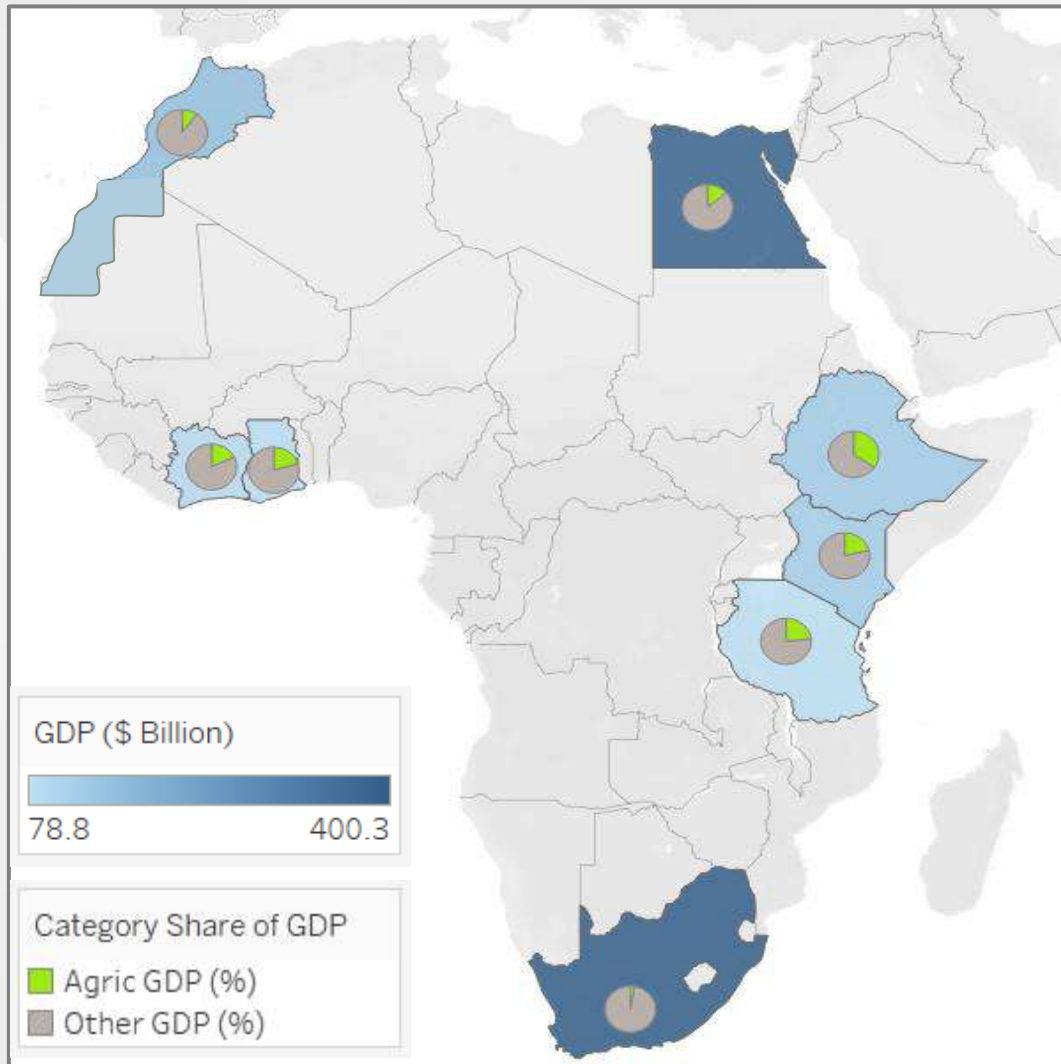 GDP ($ Billion)
78.8 400.3
Category Share of GDP
Agric GDP (%)
Other GDP (%)